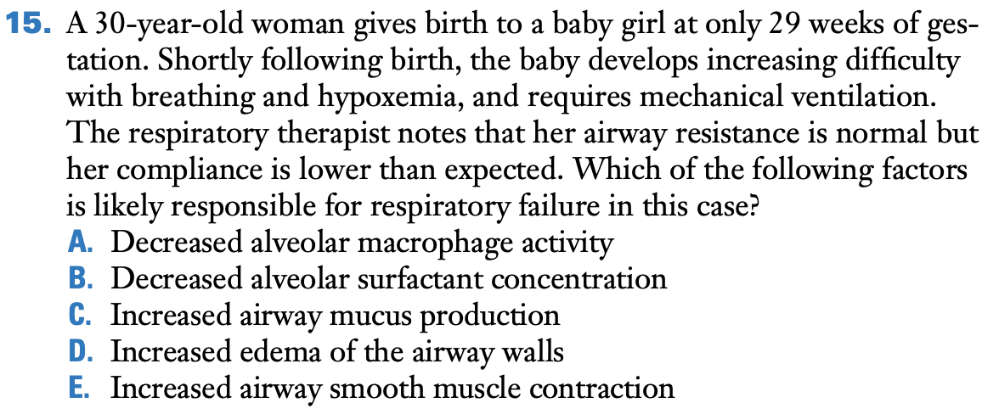 15. A 30-year-old woman gives birth to a baby girl at only 29 weeks of ges-
tation. Shortly following birth, the baby develops increasing difficulty
with breathing and hypoxemia, and requires mechanical ventilation.
The respiratory therapist notes that her airway resistance is normal but
her compliance is lower than expected. Which of the following factors
is likely responsible for respiratory failure in this case?
A. Decreased alveolar macrophage activity
B. Decreased alveolar surfactant concentration
C. Increased airway mucus production
D. Increased edema of the airway walls
E. Increased airway smooth muscle contraction